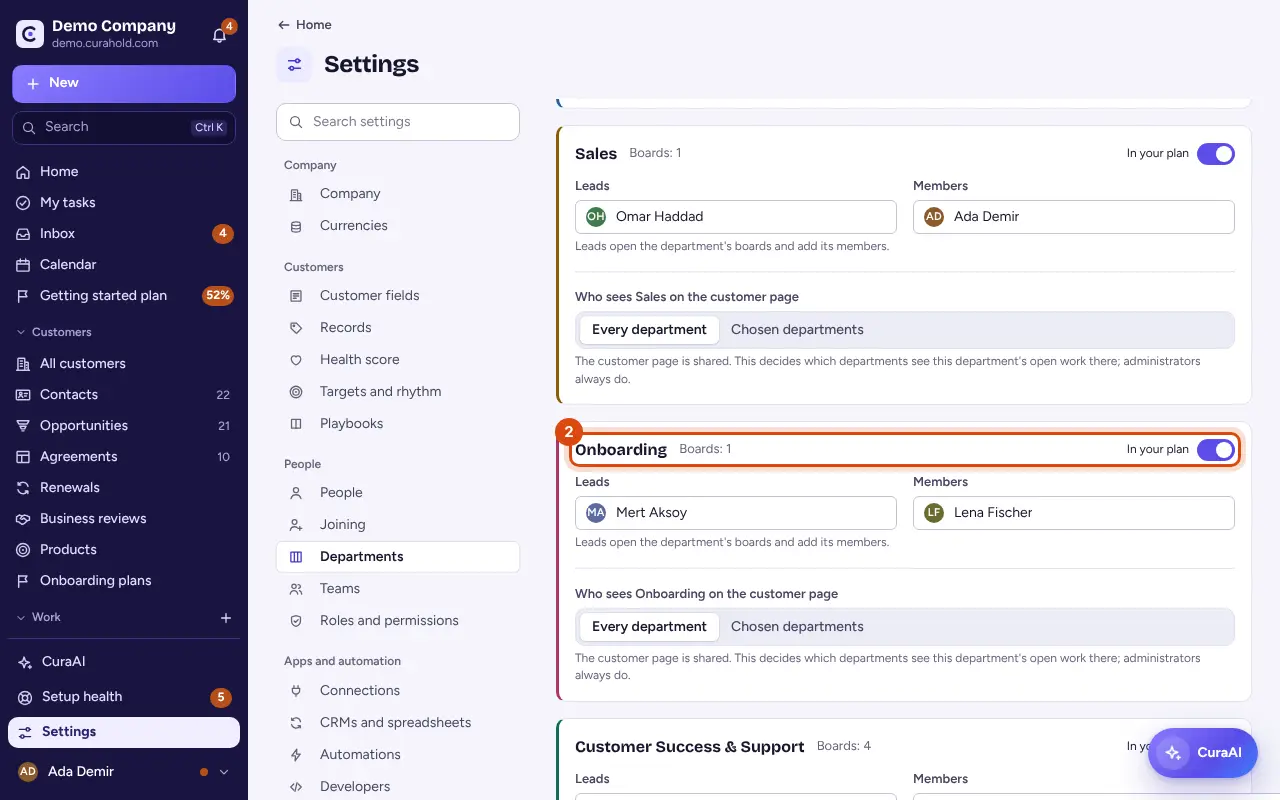 Demo Company
demo.curahold.com
4
New
Search
Ctrl K
Home
My tasks
Inbox
4
Calendar
Getting started plan
52%
Customers
All customers
Contacts
22
Opportunities
21
Agreements
10
Renewals
Business reviews
Products
Onboarding plans
Work
CuraAI
Setup health
5
Settings
AD
Ada Demir
Home
Settings
Search settings
Company
Company
Currencies
Customers
Customer fields
Records
Health score
Targets and rhythm
Playbooks
People
People
Joining
Departments
Teams
Roles and permissions
Apps and automation
Connections
CRMs and spreadsheets
Automations
Developers
Sales
Boards: 1
In your plan
Leads
Members
OH
Omar Haddad
AD
Ada Demir
Leads open the department's boards and add its members.
Who sees Sales on the customer page
Every department
Chosen departments
The customer page is shared. This decides which departments see this department's open work there; administrators
always do.
2
Onboarding
Boards: 1
In your plan
Leads
Members
MA
Mert Aksoy
LF
Lena Fischer
Leads open the department's boards and add its members.
Who sees Onboarding on the customer page
Every department
Chosen departments
The customer page is shared. This decides which departments see this department's open work there; administrators
always do.
Customer Success & Support
Boards: 4
In yo
Leads
Members
CuraAI